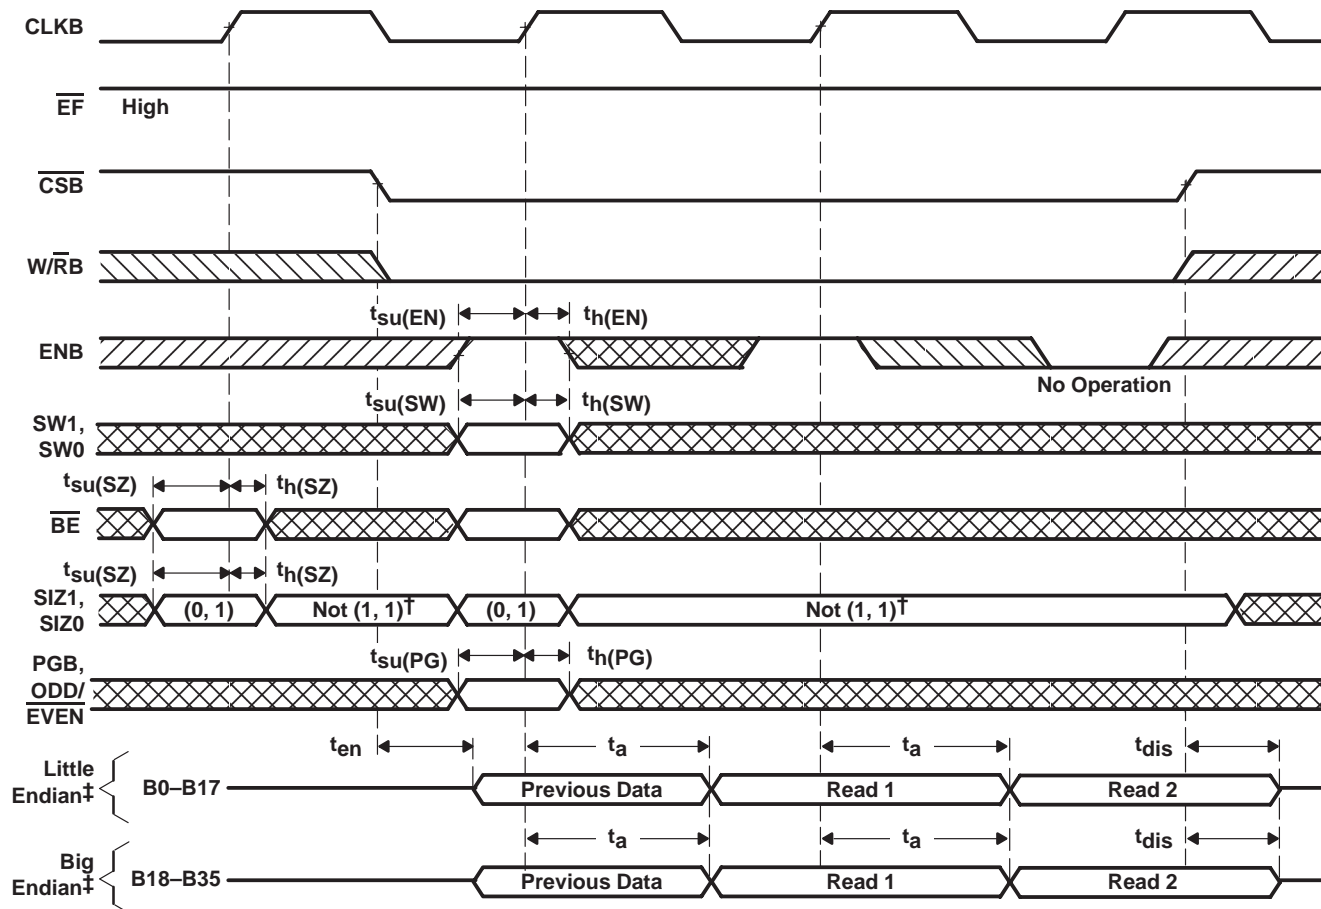 CLKB
EF
High
CSB
W/RB
tsu(EN)
th(EN)
ENB
No Operation
tsu(SW)
th(SW)
SW1,
SW0
tsu(SZ)
th(SZ)
BE
tsu(SZ)
th(SZ)
SIZ1,
SIZ0
(0, 1)
Not (1, 1)†
(0, 1)
Not (1, 1)†
tsu(PG)
th(PG)
PGB,
ODD/
EVEN
ten
ta
ta
tdis
Little
Endian‡
B0–B17
Previous Data
Read 1
Read 2
ta
ta
tdis
Big
Endian‡
B18–B35
Previous Data
Read 1
Read 2